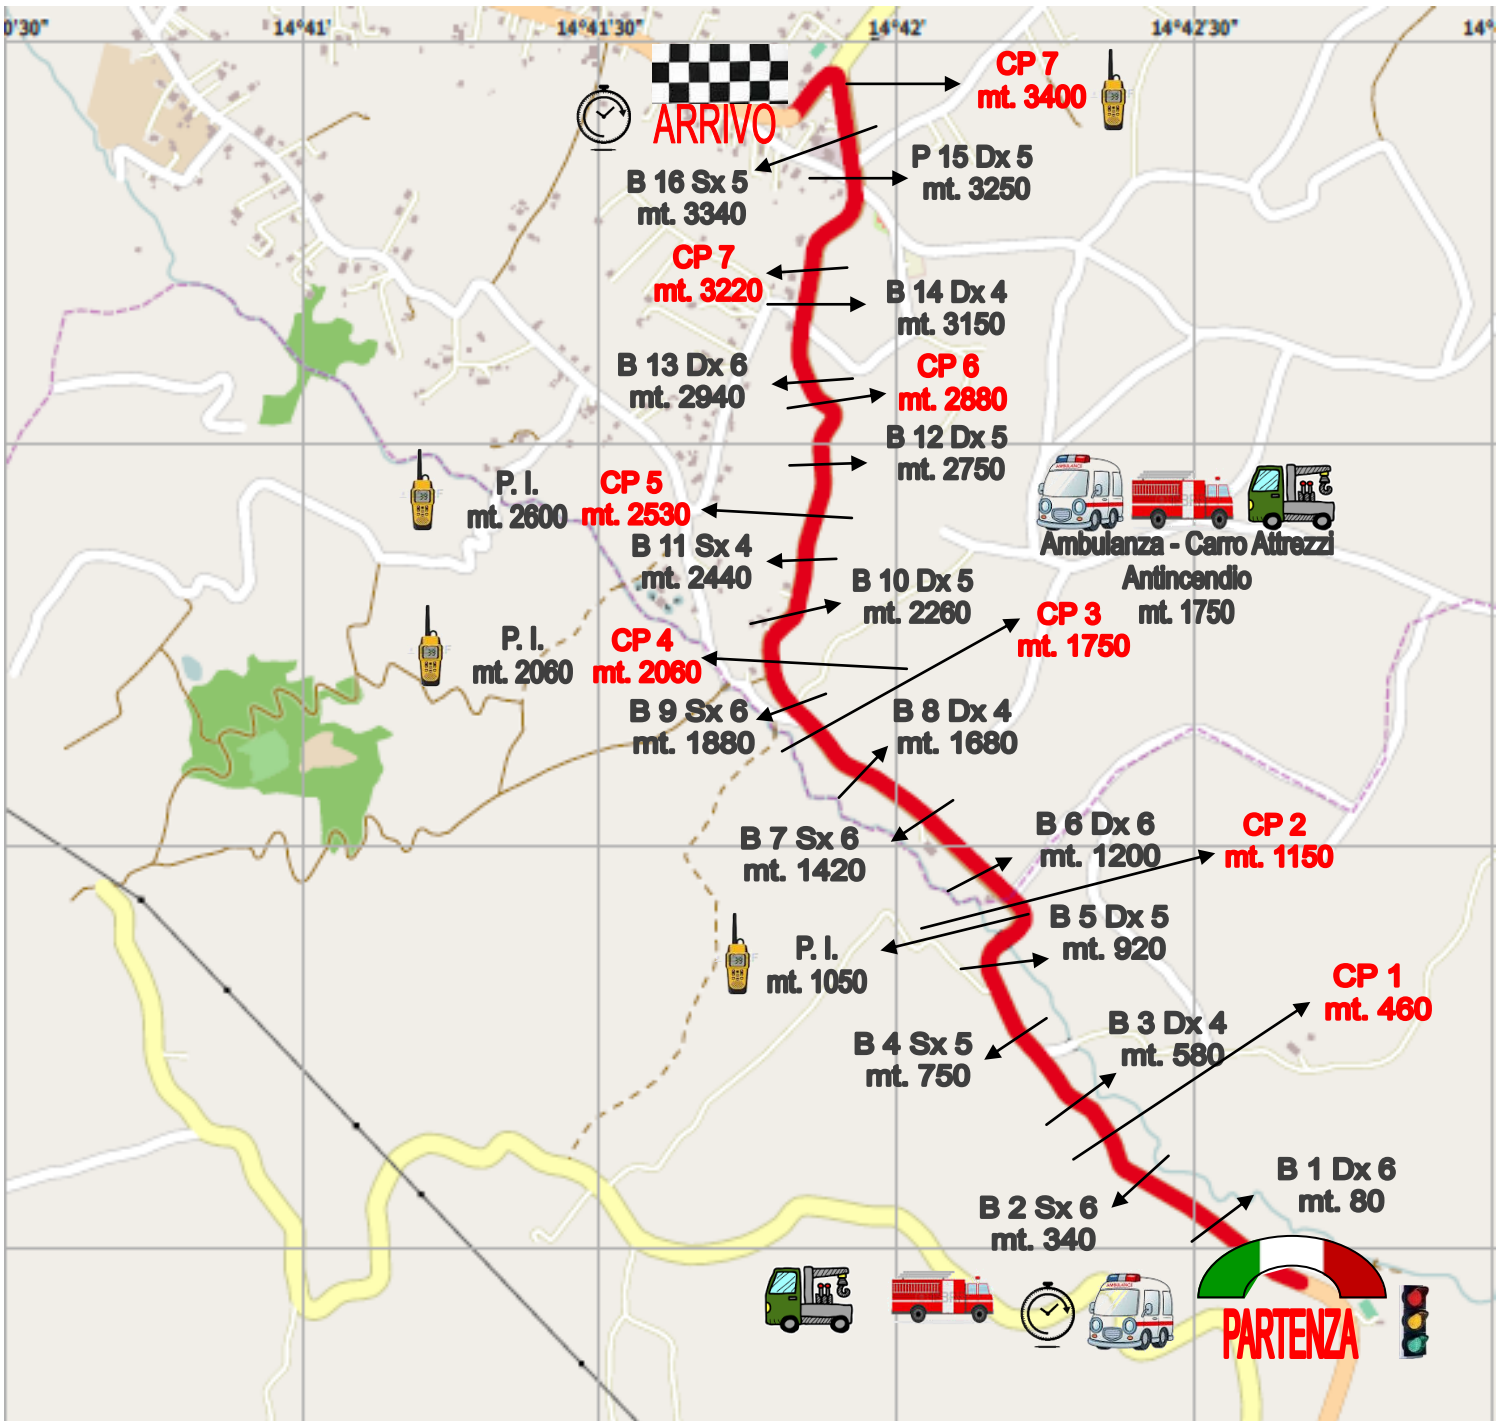 0'30"
14°41'
14°41'30"
14°42'
14°42'30"
14°4
CP 7
mt. 3400
ARRIVO
P 15 Dx 5
mt. 3250
B 16 Sx 5
mt. 3340
CP 7
mt. 3220
B 14 Dx 4
mt. 3150
B 13 Dx 6
mt. 2940
CP 6
mt. 2880
B 12 Dx 5
mt. 2750
P. I.
mt. 2600
CP 5
mt. 2530
AMBULANCE
Ambulanza - Carro Attrezzi
Antincendio
mt. 1750
B 11 Sx 4
mt. 2440
B 10 Dx 5
mt. 2260
CP 3
mt. 1750
P. I.
mt. 2060
CP 4
mt. 2060
B 9 Sx 6
mt. 1880
B 8 Dx 4
mt. 1680
B 7 Sx 6
mt. 1420
B 6 Dx 6
mt. 1200
CP 2
mt. 1150
B 5 Dx 5
mt. 920
P. I.
mt. 1050
CP 1
mt. 460
B 4 Sx 5
mt. 750
B 3 Dx 4
mt. 580
B 1 Dx 6
mt. 80
B 2 Sx 6
mt. 340
AMBULANCE
PARTENZA